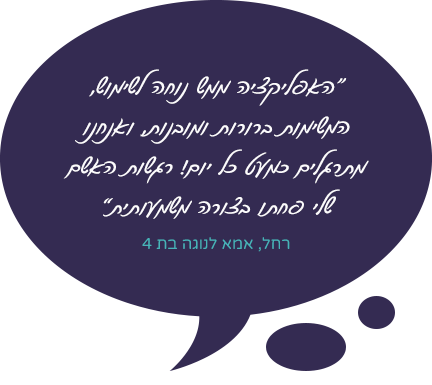 "האפליקציה ממש נוחה לשימוש,
המשימות ברורות ומובנות. ואנחנו
מתרגלים כמעט כל יום! רגשות האשם
שלי פחתו בצורה משמעותית"
רחל, אמא לנוגה בת 4